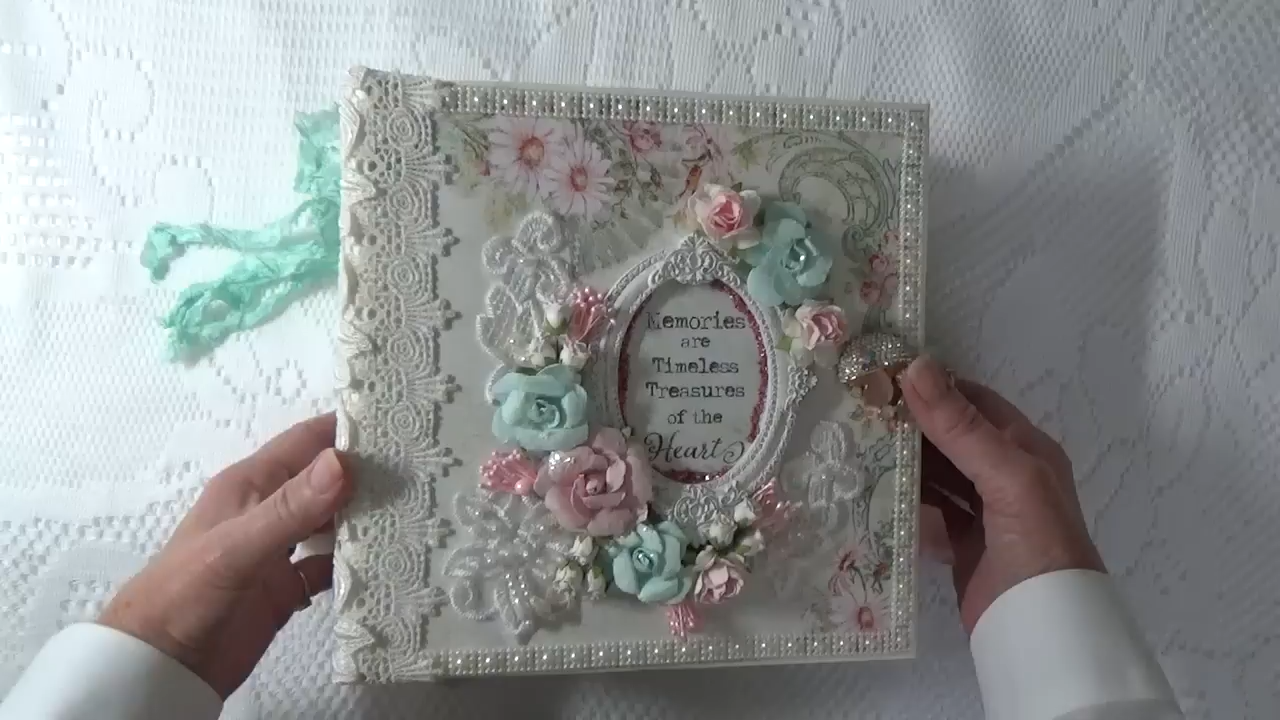 Memories
are
Timeless
Treasures
of the
Heart